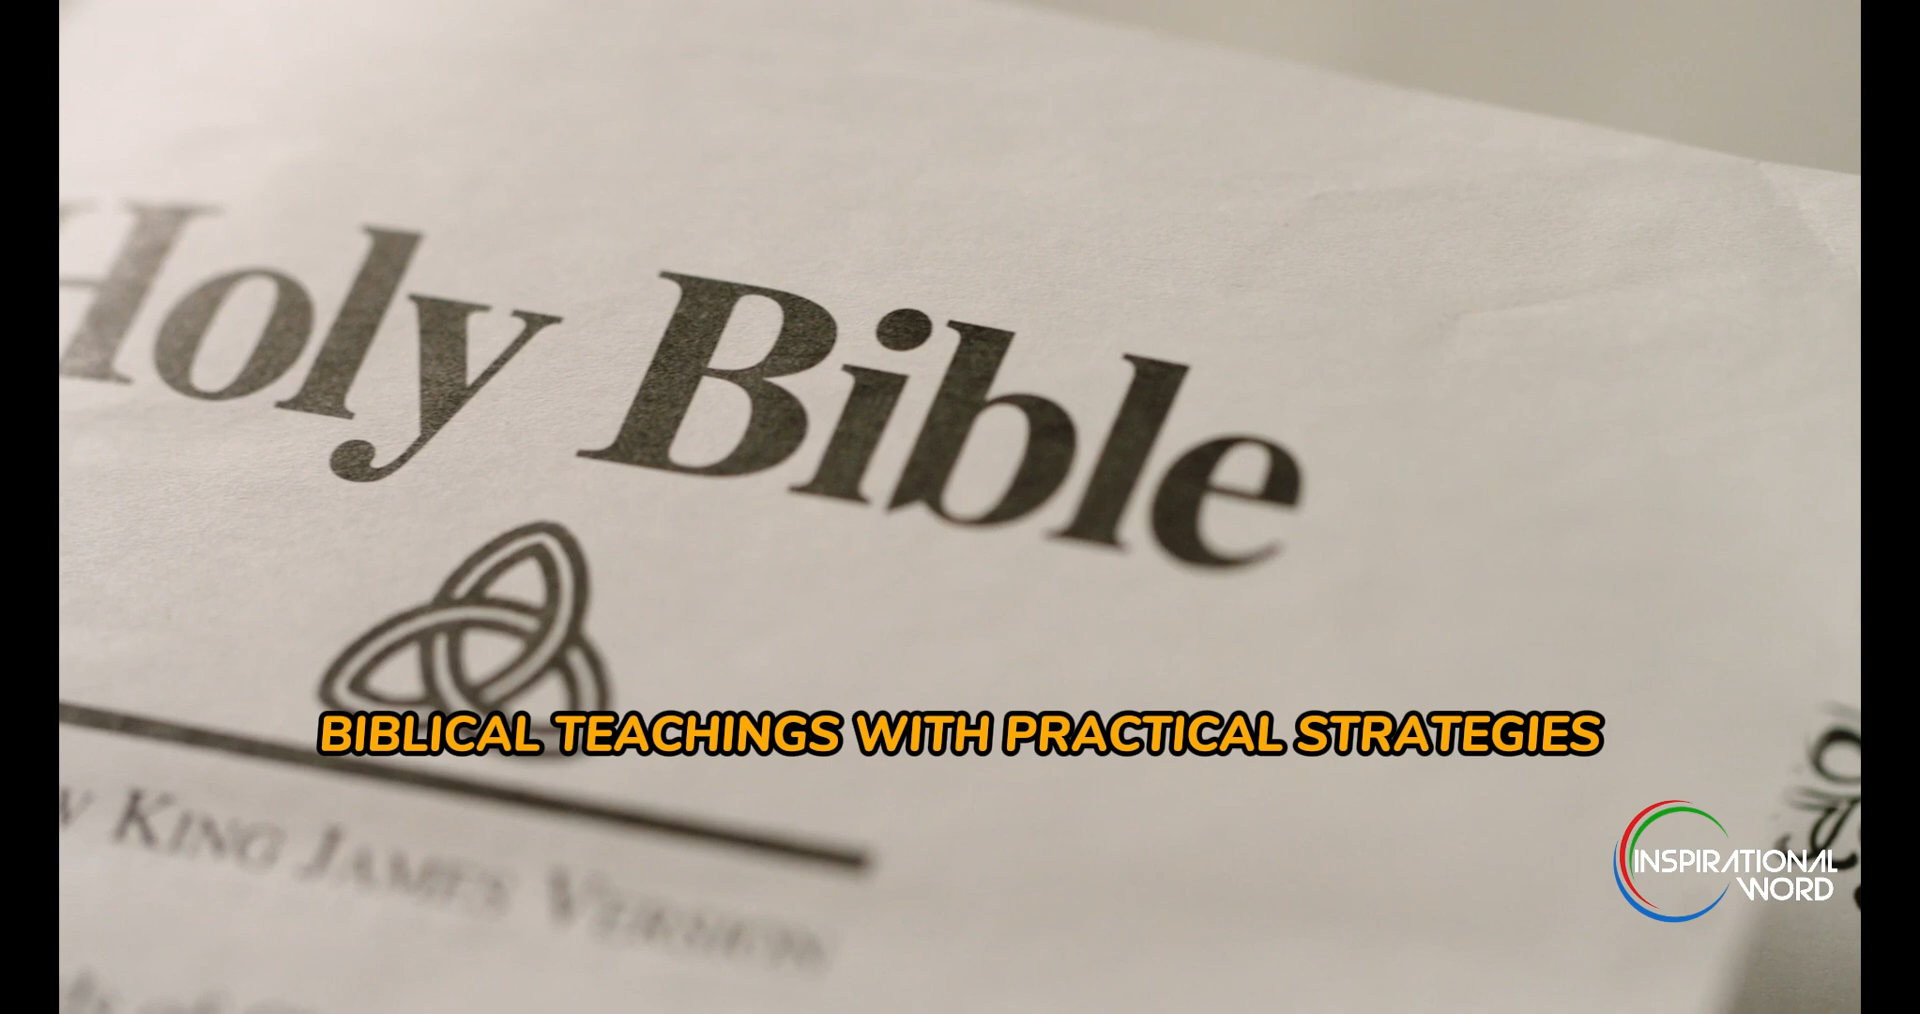 Holy Bible
BIBLICAL TEACHINGS WITH PRACTICAL STRATEGIES
KING JAMES VERSION
INSPIRATIONAL
WORD